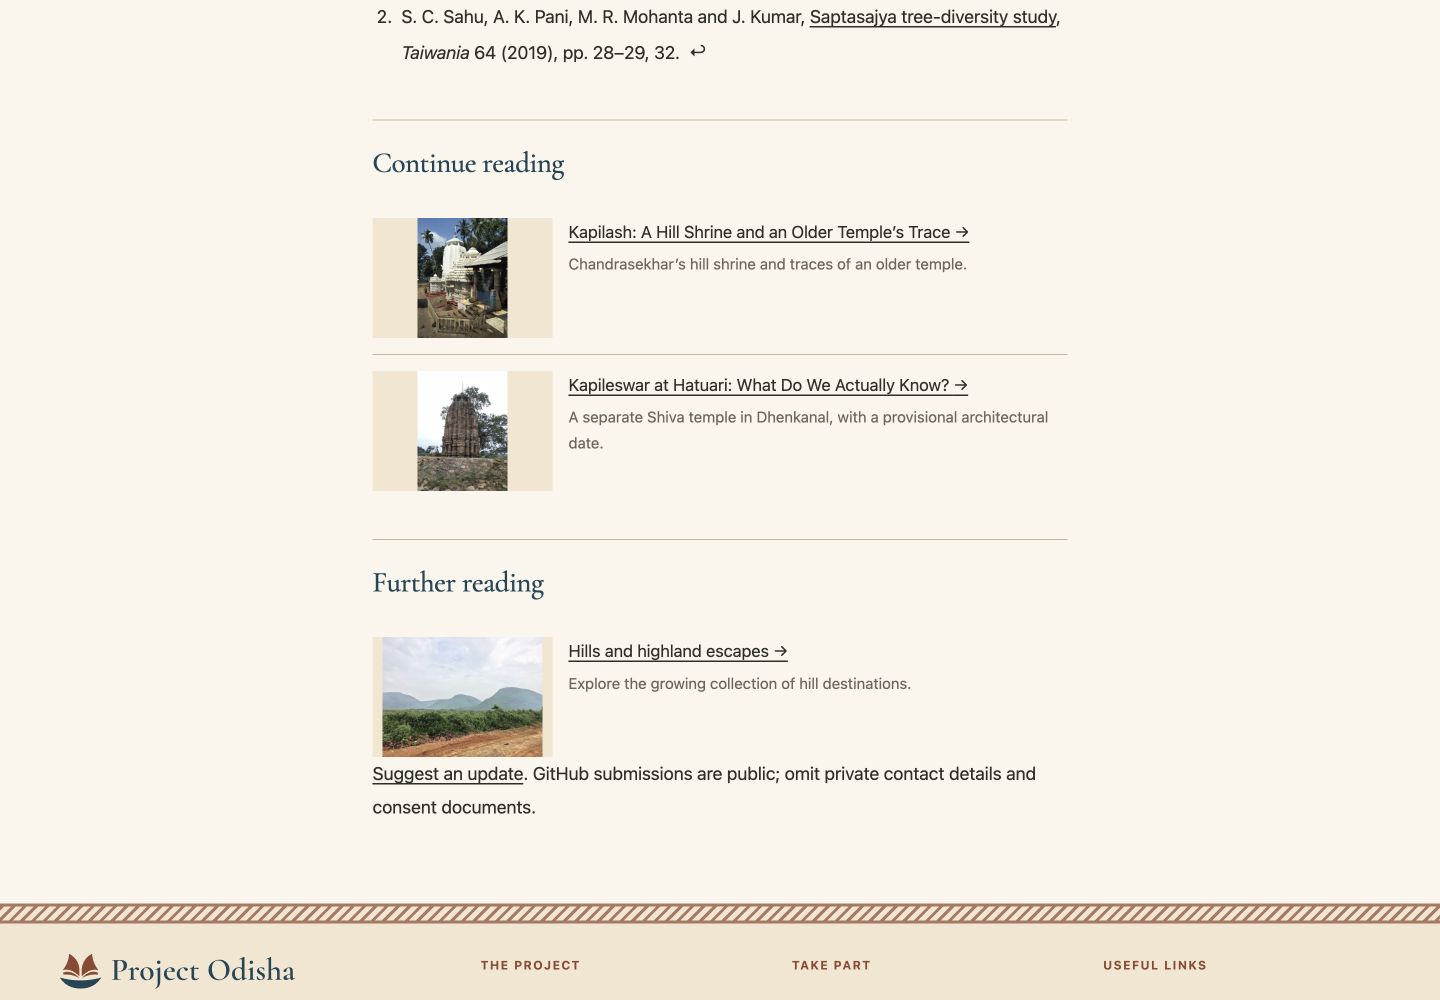 2. S. C. Sahu, A. K. Pani, M. R. Mohanta and J. Kumar, Saptasajya tree-diversity study,
Taiwania 64 (2019), pp. 28–29, 32. ↩
Continue reading
Kapilash: A Hill Shrine and an Older Temple’s Trace →
Chandrasekhar’s hill shrine and traces of an older temple.
Kapileswar at Hatuari: What Do We Actually Know? →
A separate Shiva temple in Dhenkanal, with a provisional architectural
date.
Further reading
Hills and highland escapes →
Explore the growing collection of hill destinations.
Suggest an update. GitHub submissions are public; omit private contact details and
consent documents.
Project Odisha
THE PROJECT
TAKE PART
USEFUL LINKS